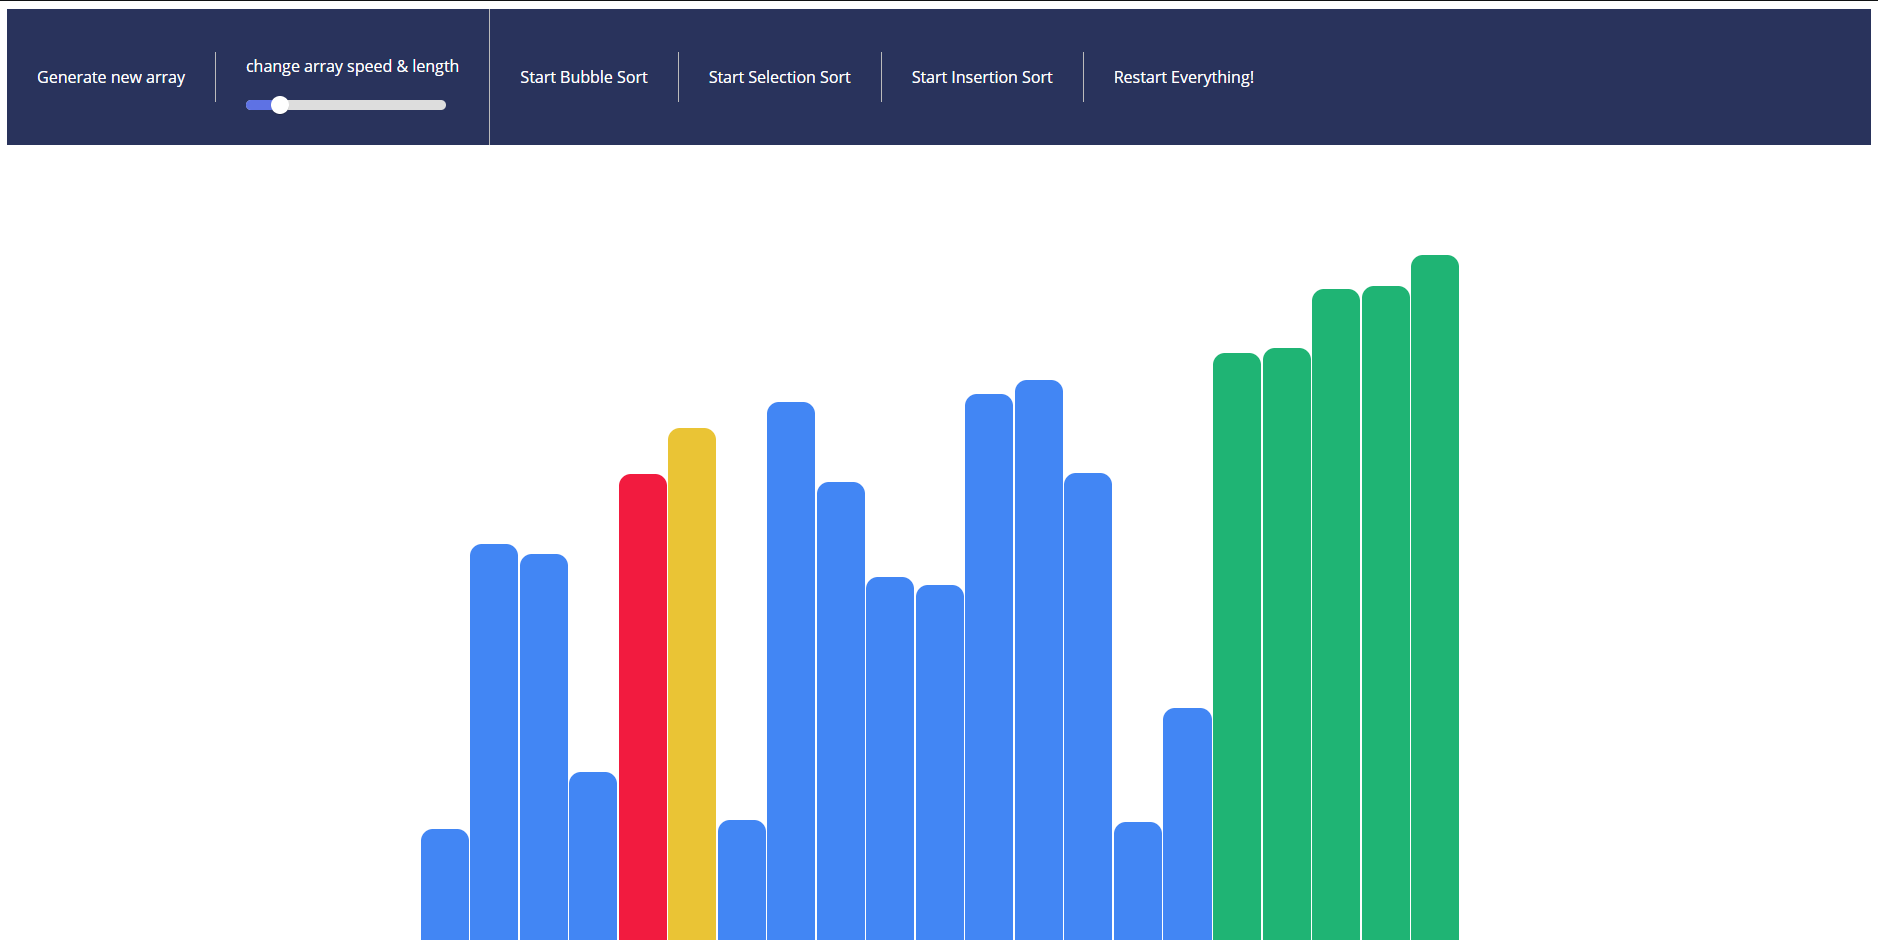 Generate new array
change array speed & length
Start Bubble Sort
Start Selection Sort
Start Insertion Sort
Restart Everything!